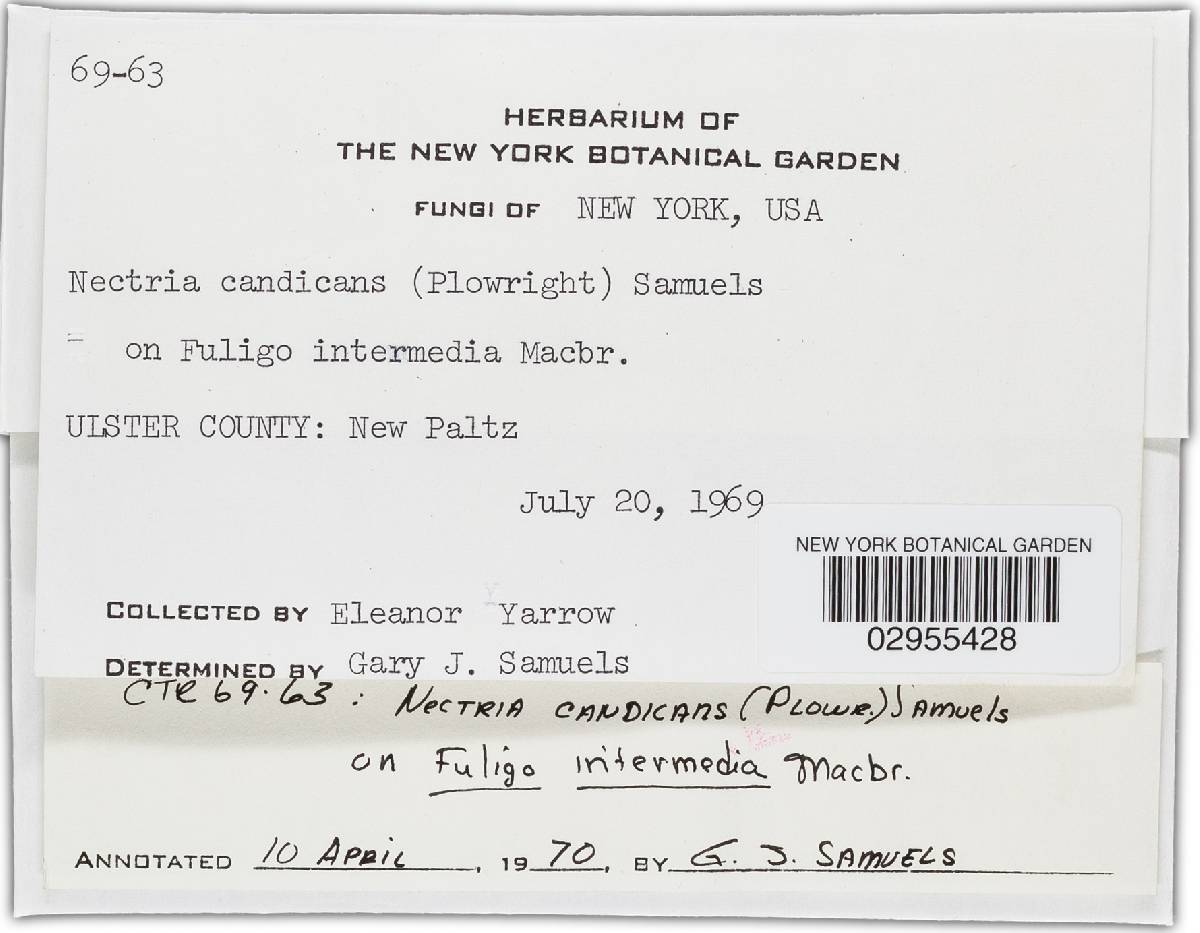 69-63
HERBARIUM OF
THE NEW YORK BOTANICAL GARDEN
FUNGI OF NEW YORK, USA
Nectria candicans (Plowright) Samuels
= on Fuligo intermedia Macbr.
ULSTER COUNTY: New Paltz
July 20, 1969
NEW YORK BOTANICAL GARDEN
02955428
COLLECTED BY Eleanor Yarrow
DETERMINED BY Gary J. Samuels
CTR 69-63: NECTRIA CANDICANS (PLOWR.) SAMUELS
on Fuligo intermedia Macbr.
ANNOTATED 10 APRIL, 1970, BY G. J. SAMUELS